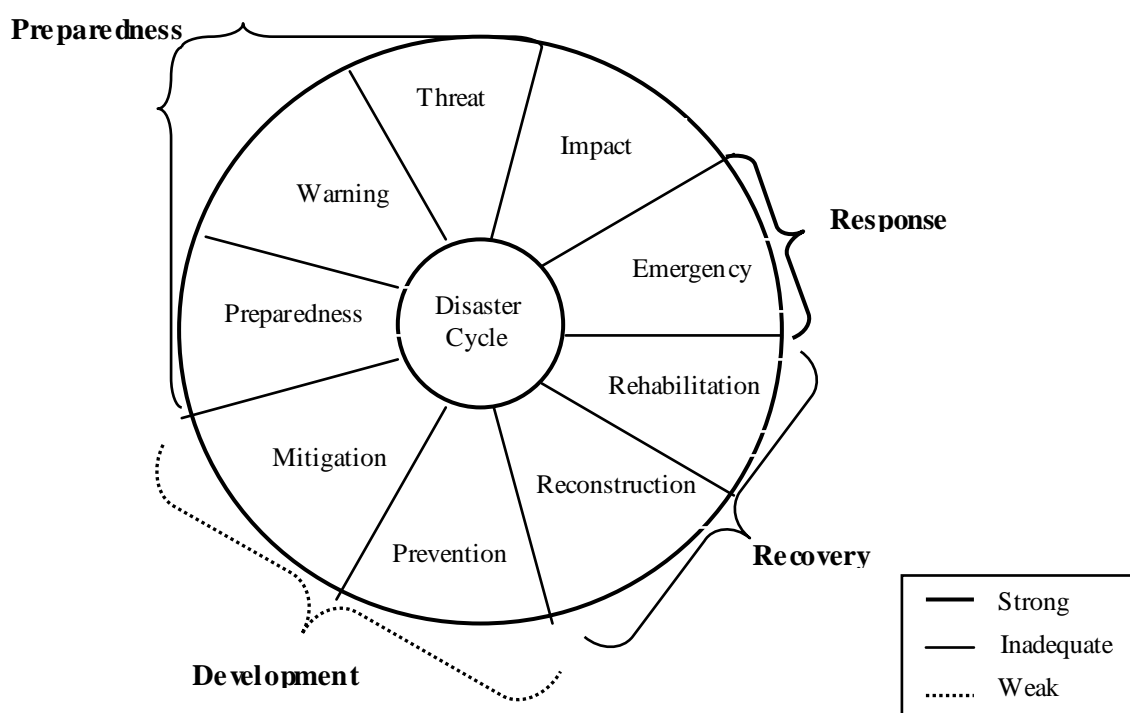 Preparedness
Threat
Impact
Warning
Response
Emergency
Preparedness
Disaster
Cycle
Rehabilitation
Mitigation
Reconstruction
Prevention
Recovery
Development
Strong
Inadequate
Weak